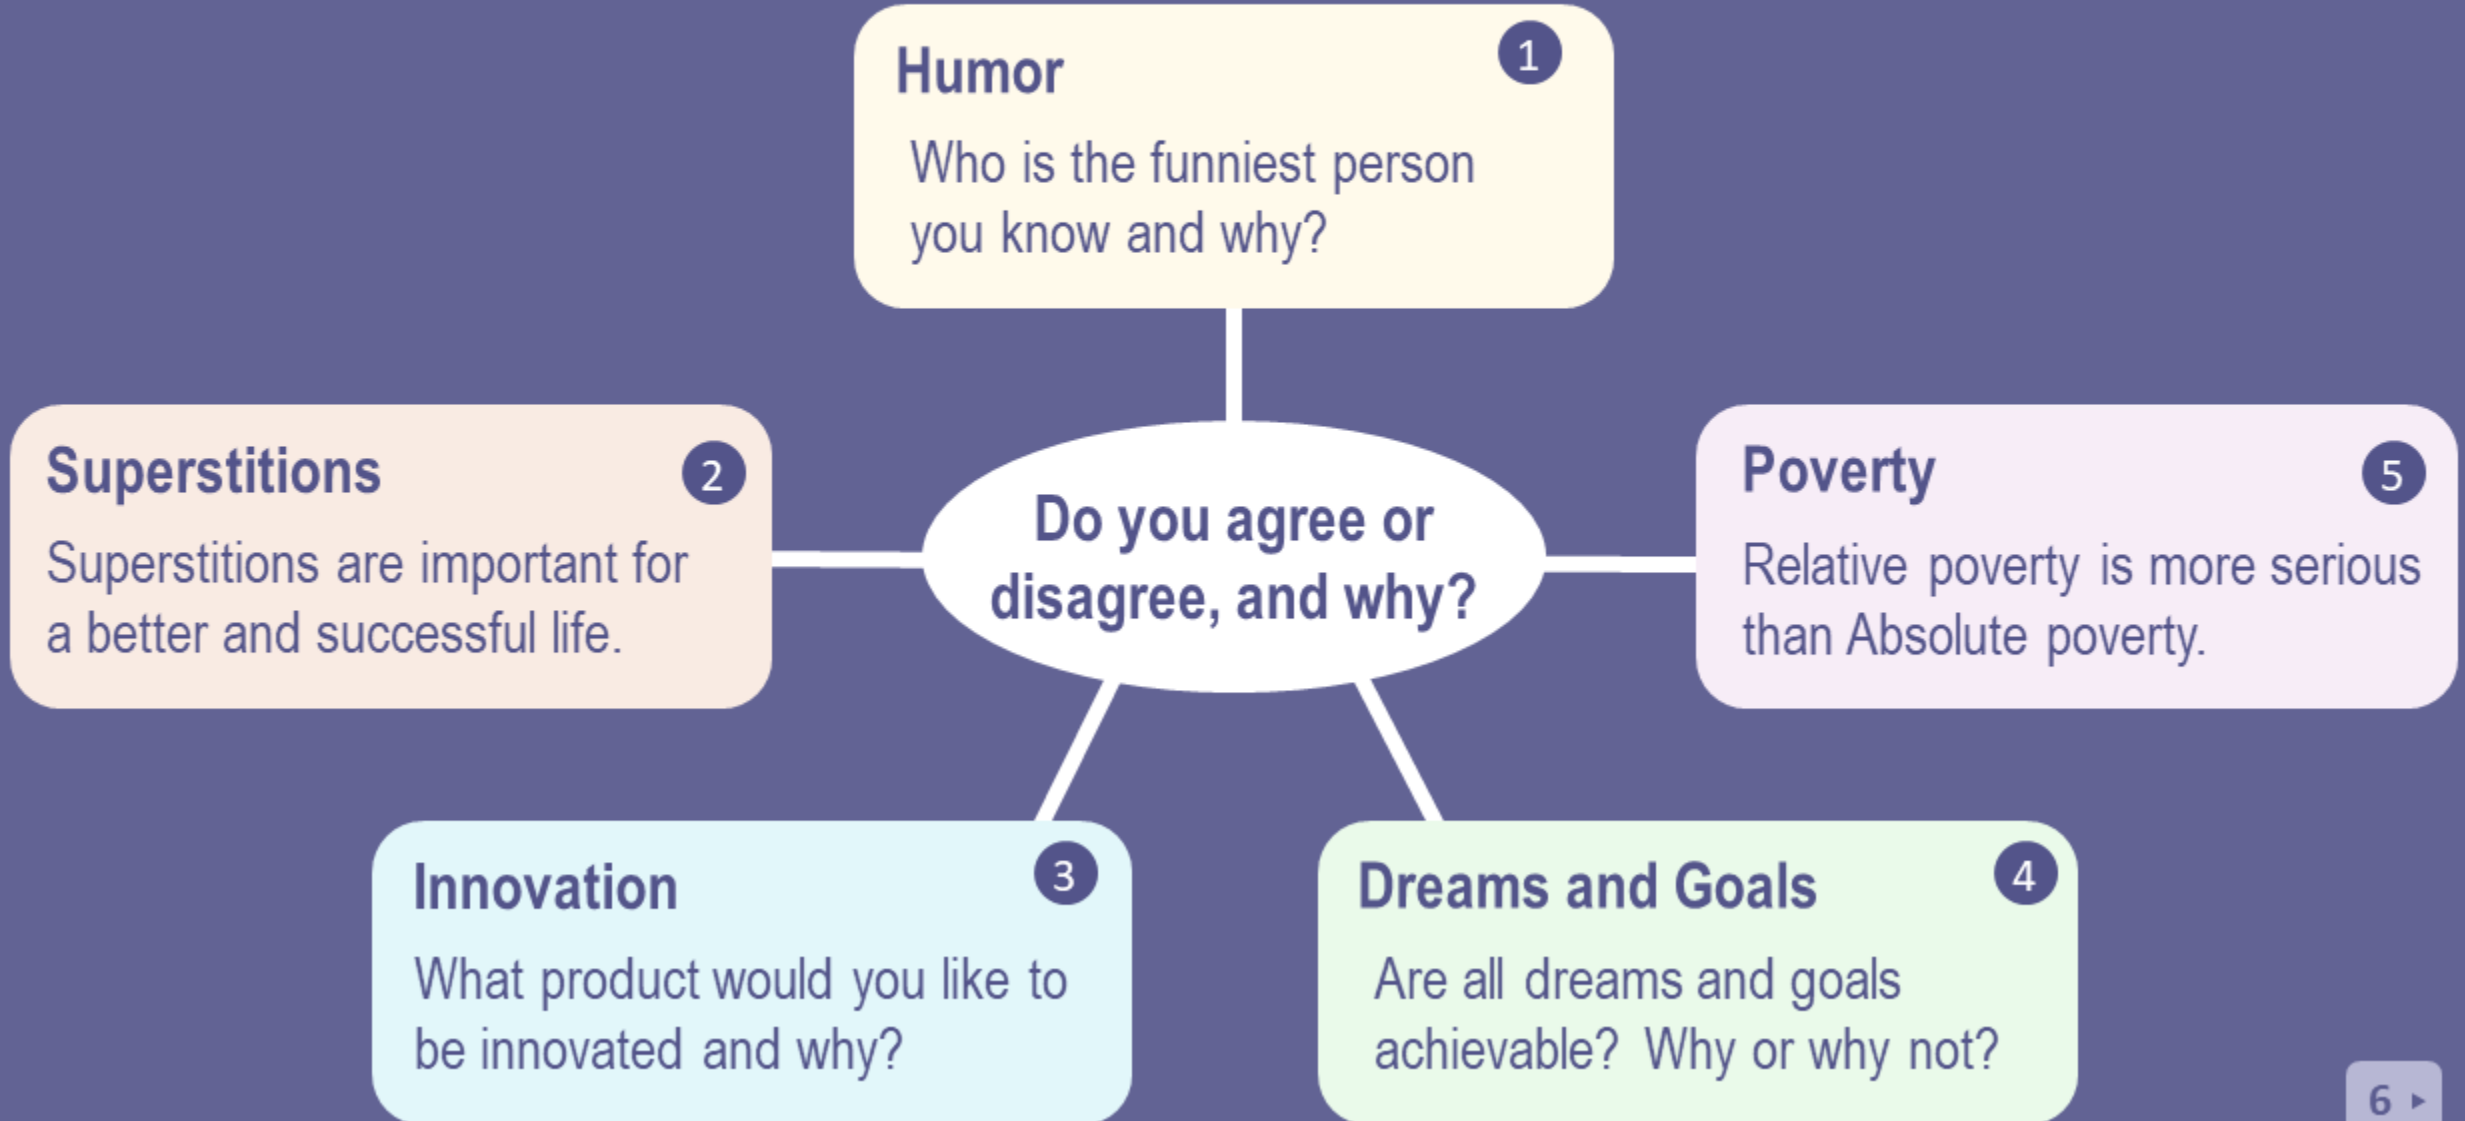 Humor
1
Who is the funniest person
you know and why?
Superstitions
2
Superstitions are important for
a better and successful life.
Do you agree or
disagree, and why?
Poverty
5
Relative poverty is more serious
than Absolute poverty.
Innovation
3
What product would you like to
be innovated and why?
Dreams and Goals
4
Are all dreams and goals
achievable? Why or why not?
6